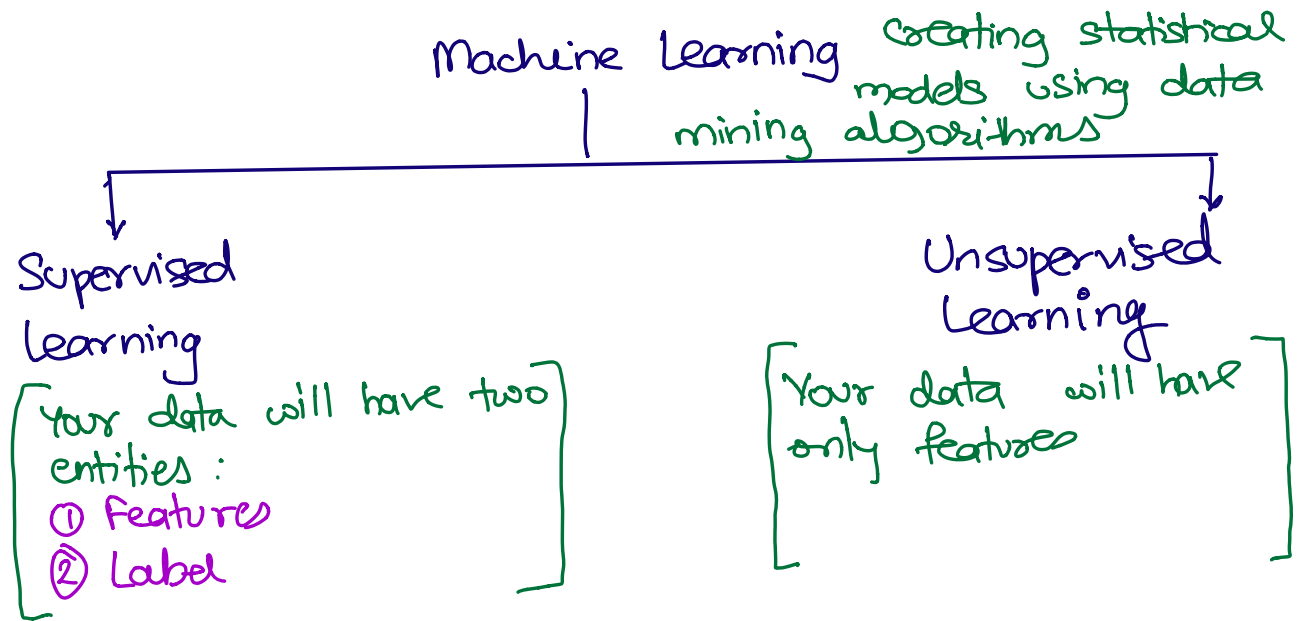 Machine Learning
Creating statistical
models using data
mining algorithms
Supervised
Learning
Your data will have two
entities :
① Features
② Label
Unsupervised
Learning
Your data will have
only features